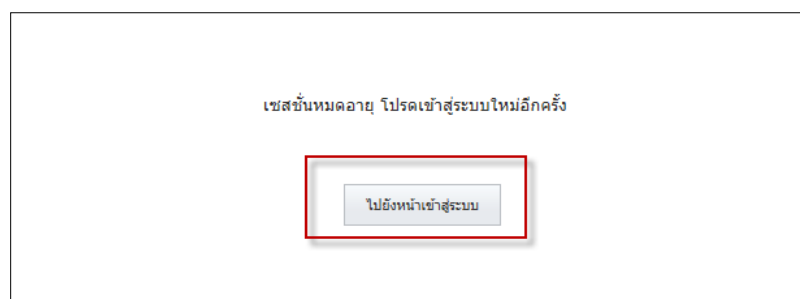 เซสชั่นหมดอายุ โปรดเข้าสู่ระบบใหม่อีกครั้ง
ไปยังหน้าเข้าสู่ระบบ